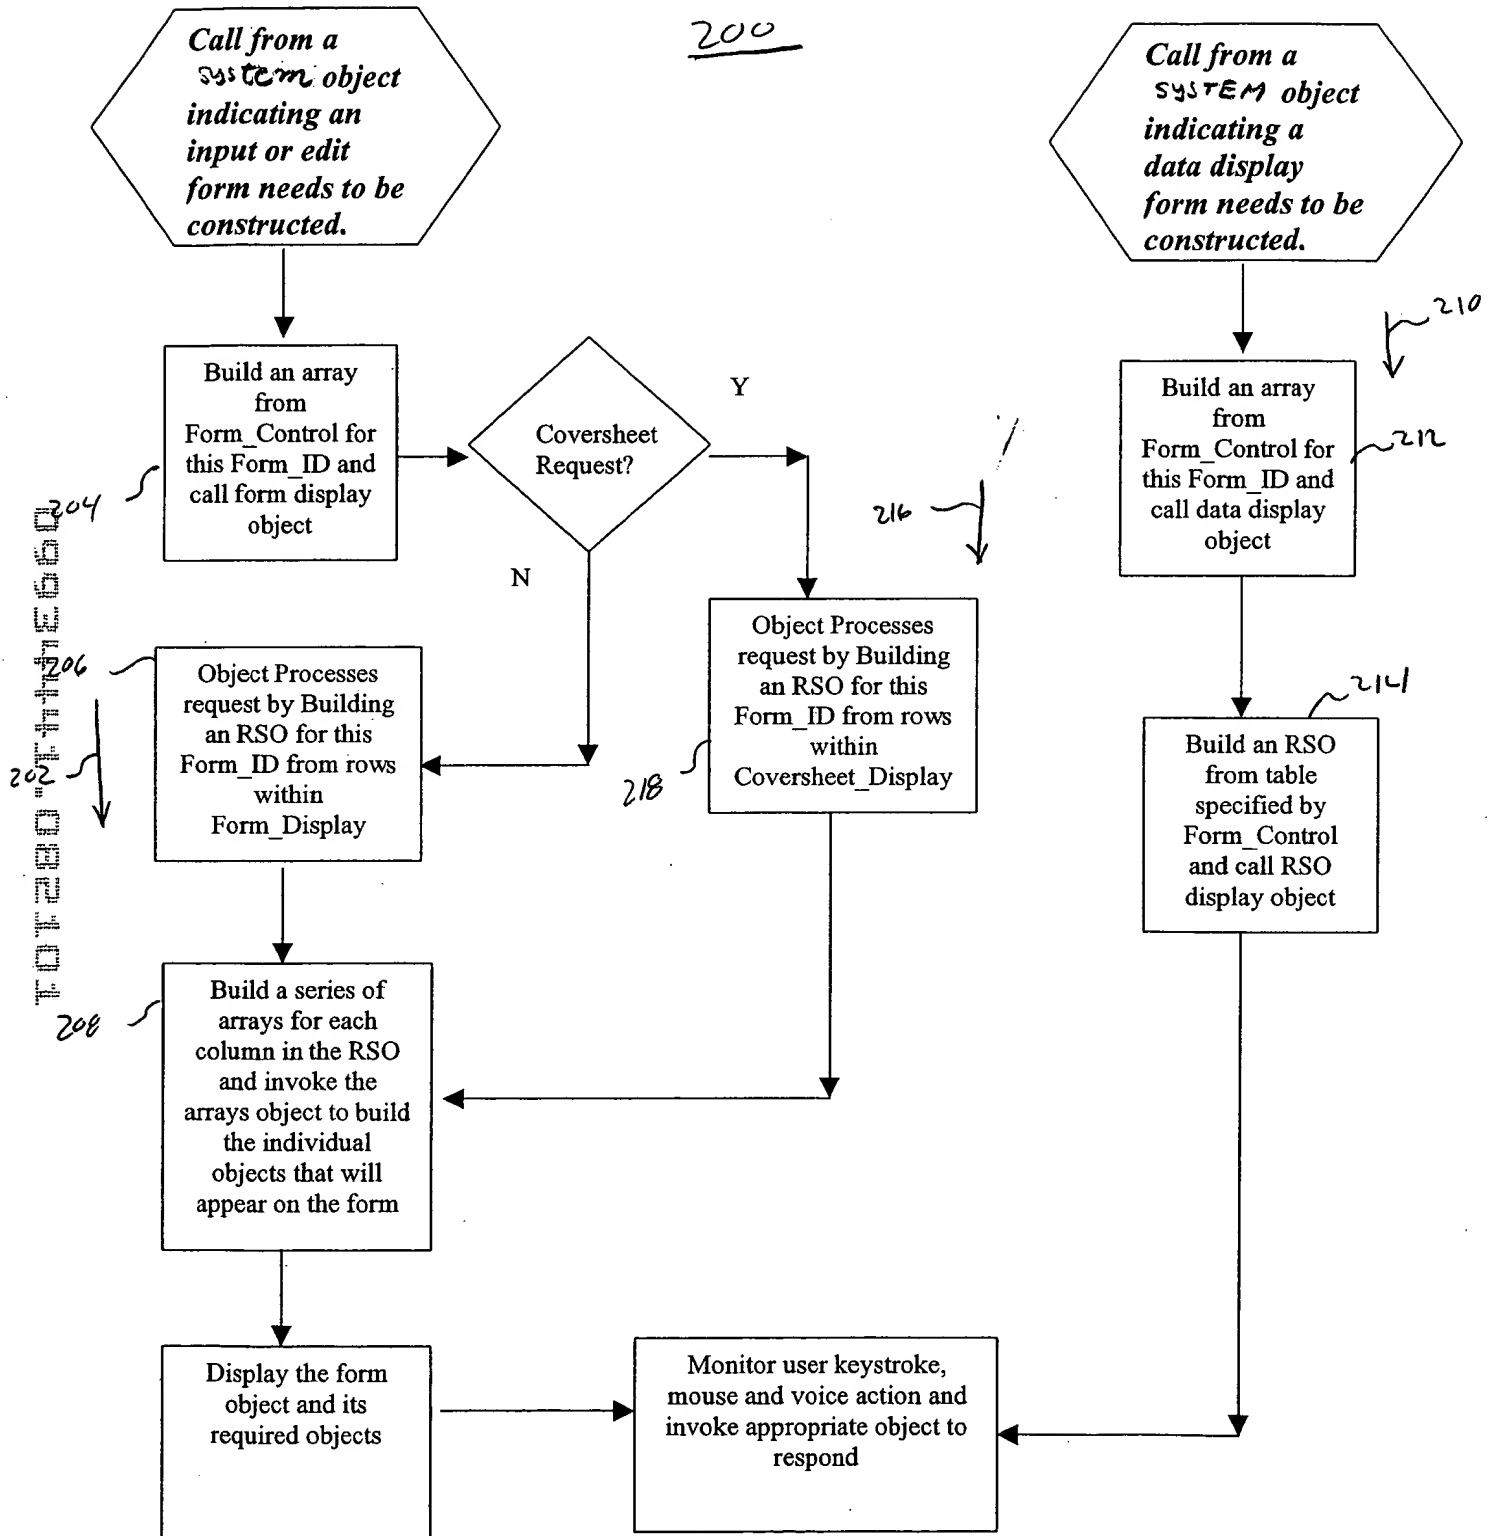 200
Call from a
system object
indicating an
input or edit
form needs to be
constructed.
Call from a
SYSTEM object
indicating a
data display
form needs to be
constructed.
210
Build an array
from
Form_Control for
this Form_ID and
call form display
object
204
Coversheet
Request?
Y
N
216
Build an array
from
Form_Control for
this Form_ID and
call data display
object
212
206
Object Processes
request by Building
an RSO for this
Form_ID from rows
within
Form_Display
202
Object Processes
request by Building
an RSO for this
Form_ID from rows
within
Coversheet_Display
218
214
Build an RSO
from table
specified by
Form_Control
and call RSO
display object
208
Build a series of
arrays for each
column in the RSO
and invoke the
arrays object to build
the individual
objects that will
appear on the form
Display the form
object and its
required objects
Monitor user keystroke,
mouse and voice action and
invoke appropriate object to
respond